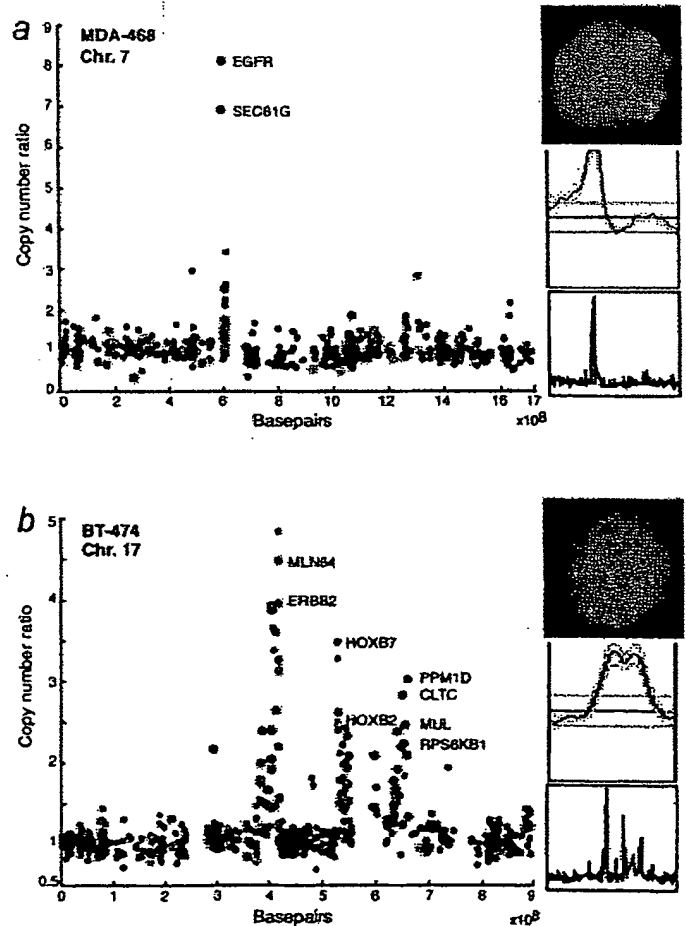 a
MDA-468
Chr. 7
9
8
7
6
5
4
3
2
1
0
EGFR
SEC61G
Copy number ratio
0 2 4 6 8 10 12 14 16 17
Basepairs
x108
b
BT-474
Chr. 17
5
4
3
2
1
0.5
MLN64
ERBB2
HOXB7
PPM1D
CLTC
HOXB2
MUL
RPS6KB1
Copy number ratio
0 1 2 3 4 5 6 7 8 9
Basepairs
x108